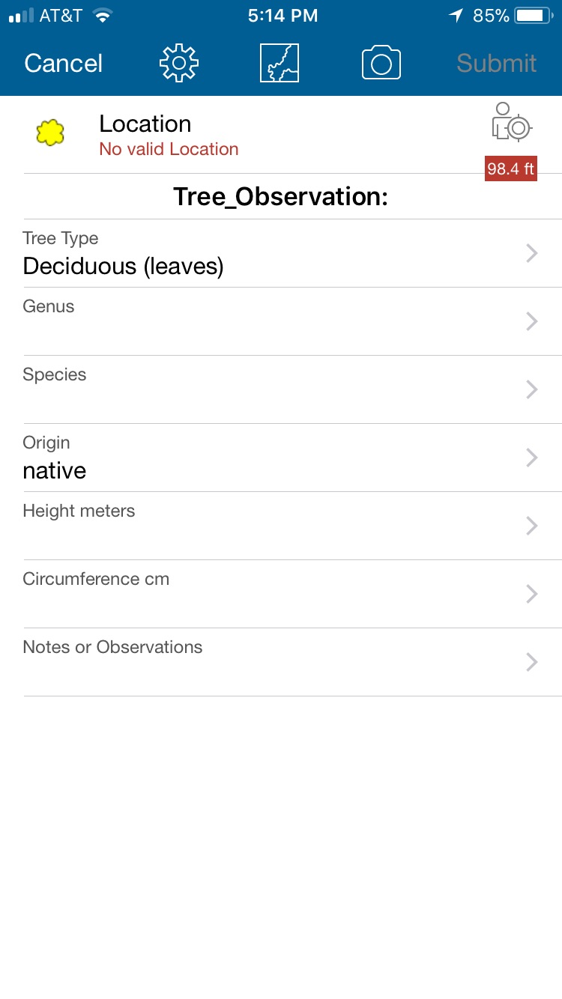 AT&T 5:14 PM 85%
Cancel Submit
Location
No valid Location
98.4 ft
Tree_Observation:
Tree Type
Deciduous (leaves)
Genus
Species
Origin
native
Height meters
Circumference cm
Notes or Observations